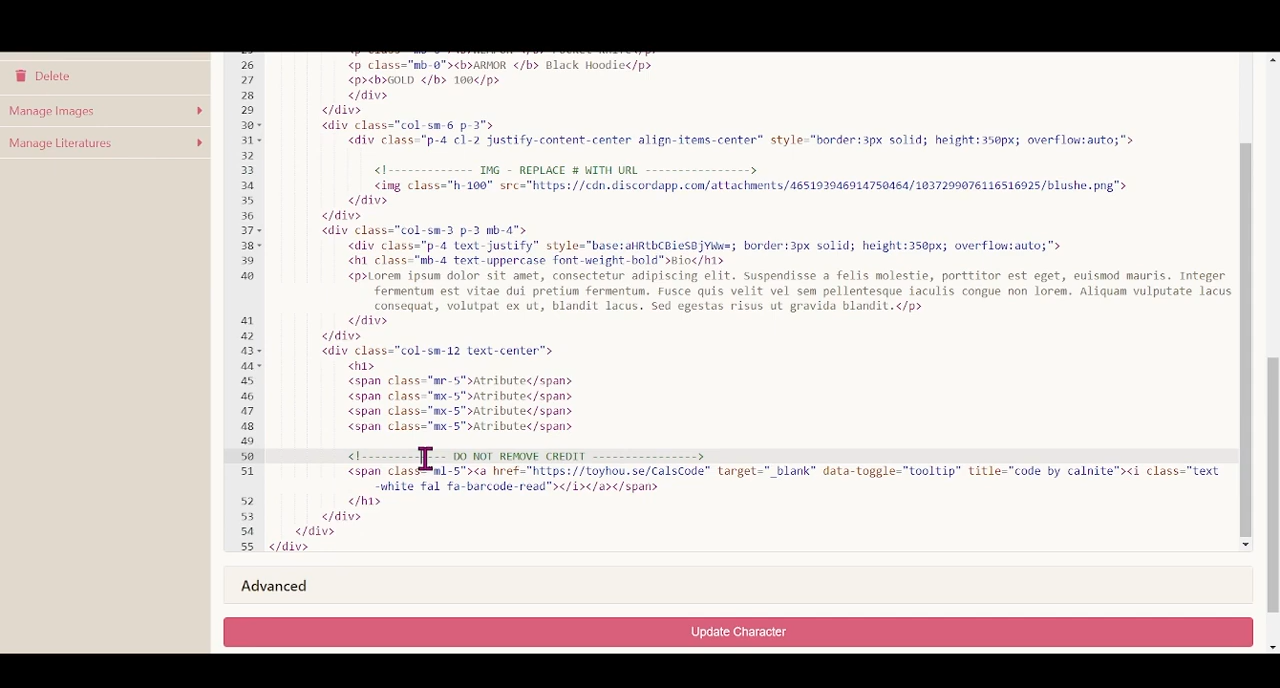 Delete
Manage Images
Manage Literatures
26 <p class="mb-0"><b>ARMOR </b> Black Hoodie</p>
27 <p><b>GOLD </b> 100</p>
28 </div>
29 </div>
30 <div class="col-sm-6 p-3">
31 <div class="p-4 cl-2 justify-content-center align-items-center" style="border:3px solid; height:350px; overflow:auto;">
32
33 <!------------- IMG - REPLACE # WITH URL ---------------->
34 <img class="h-100" src="https://cdn.discordapp.com/attachments/465193946914750464/1037299076116516925/blushe.png">
35 </div>
36 </div>
37 <div class="col-sm-3 p-3 mb-4">
38 <div class="p-4 text-justify" style="base:aHRtbCBieSBjYWw=; border:3px solid; height:350px; overflow:auto;">
39 <h1 class="mb-4 text-uppercase font-weight-bold">Bio</h1>
40 <p>Lorem ipsum dolor sit amet, consectetur adipiscing elit. Suspendisse a felis molestie, porttitor est eget, euismod mauris. Integer
fermentum est vitae dui pretium fermentum. Fusce quis velit vel sem pellentesque iaculis congue non lorem. Aliquam vulputate lacus
consequat, volutpat ex ut, blandit lacus. Sed egestas risus ut gravida blandit.</p>
41 </div>
42 </div>
43 <div class="col-sm-12 text-center">
44 <h1>
45 <span class="mr-5">Atribute</span>
46 <span class="mx-5">Atribute</span>
47 <span class="mx-5">Atribute</span>
48 <span class="mx-5">Atribute</span>
49
50 <!------------- DO NOT REMOVE CREDIT ---------------->
51 <span class="ml-5"><a href="https://toyhou.se/CalsCode" target="_blank" data-toggle="tooltip" title="code by calnite"><i class="text
-white fal fa-barcode-read"></i></a></span>
52 </h1>
53 </div>
54 </div>
55 </div>
Advanced
Update Character